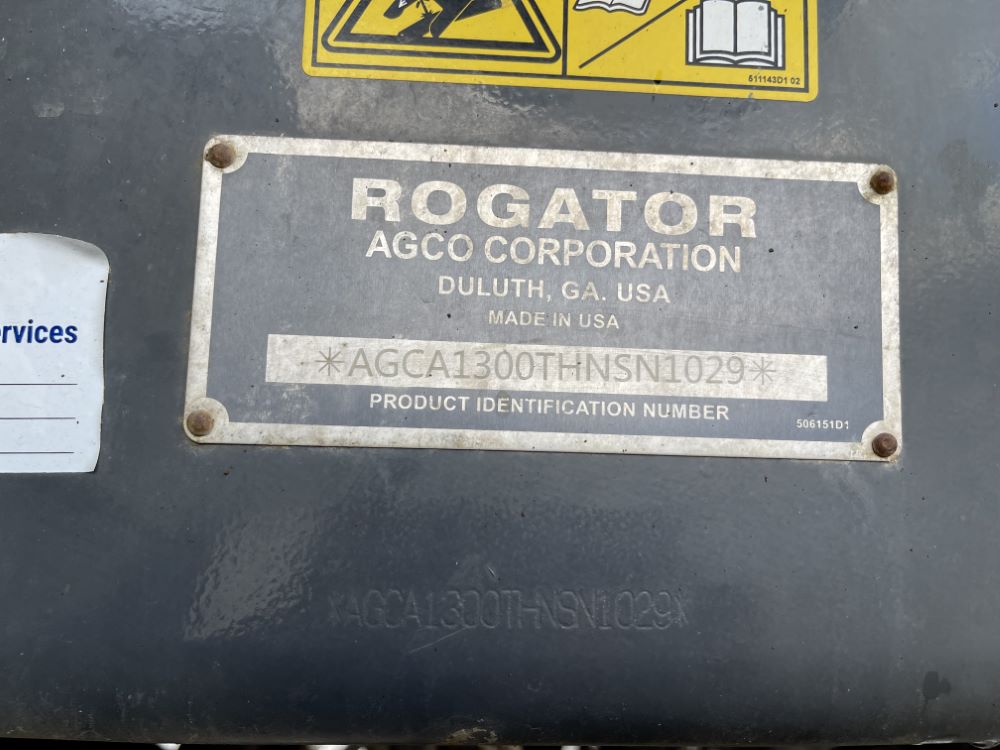 511143D1 02
ROGATOR
AGCO CORPORATION
DULUTH, GA. USA
MADE IN USA
*AGCA1300THNSN1029*
PRODUCT IDENTIFICATION NUMBER
506151D1
ervices
*AGCA1300THNSN1029*